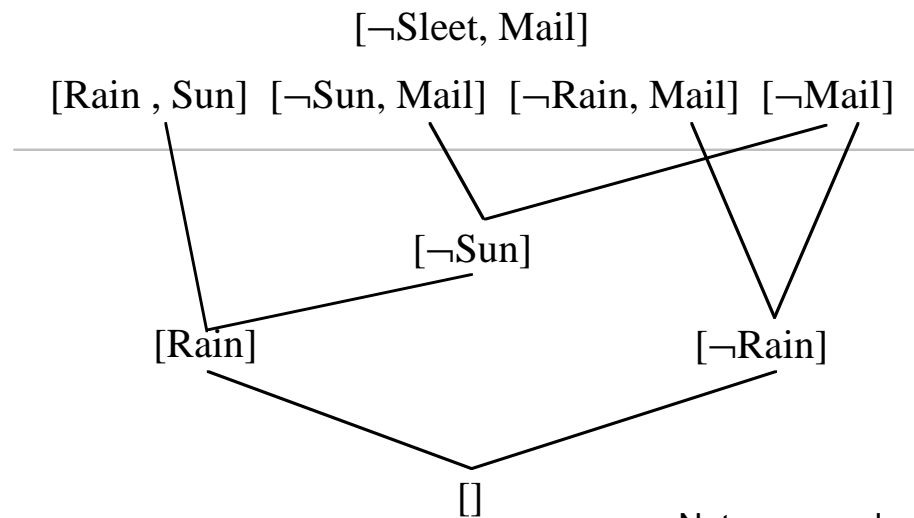 [¬Sleet, Mail]
[Rain , Sun] [¬Sun, Mail] [¬Rain, Mail] [¬Mail]
[¬Sun]
[Rain] [¬Rain]
[]